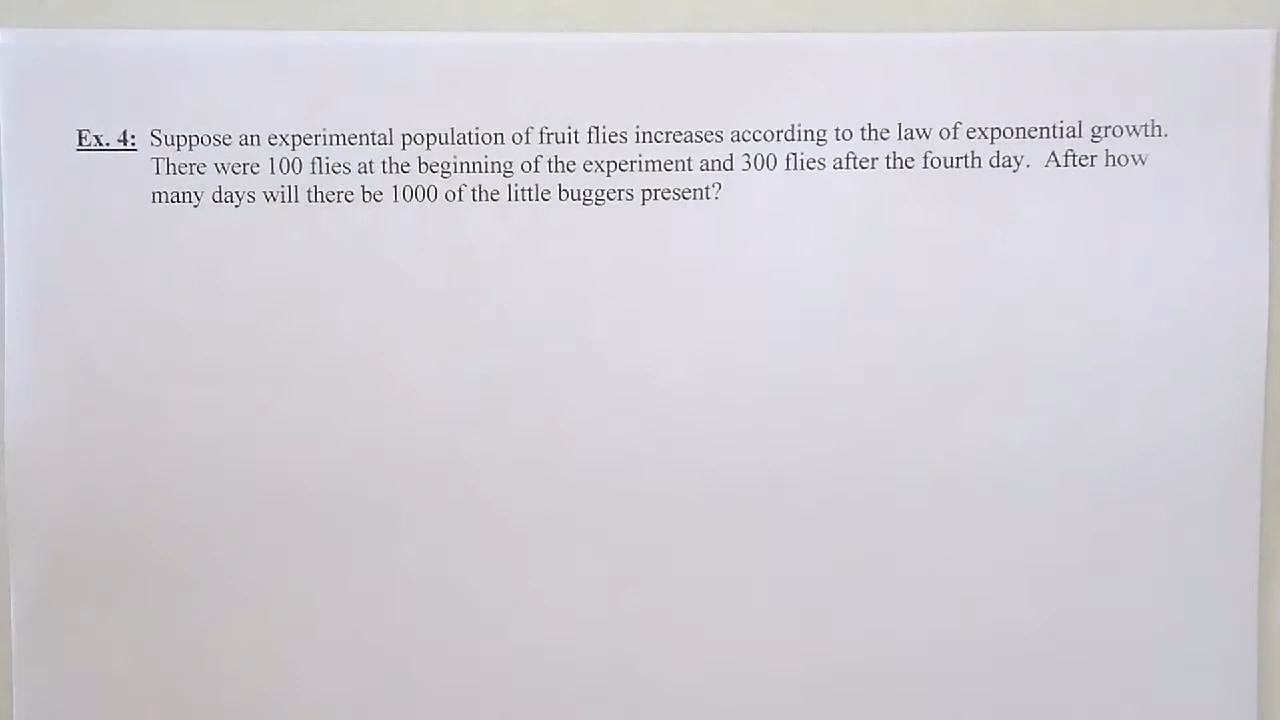 Ex. 4: Suppose an experimental population of fruit flies increases according to the law of exponential growth.
There were 100 flies at the beginning of the experiment and 300 flies after the fourth day. After how
many days will there be 1000 of the little buggers present?